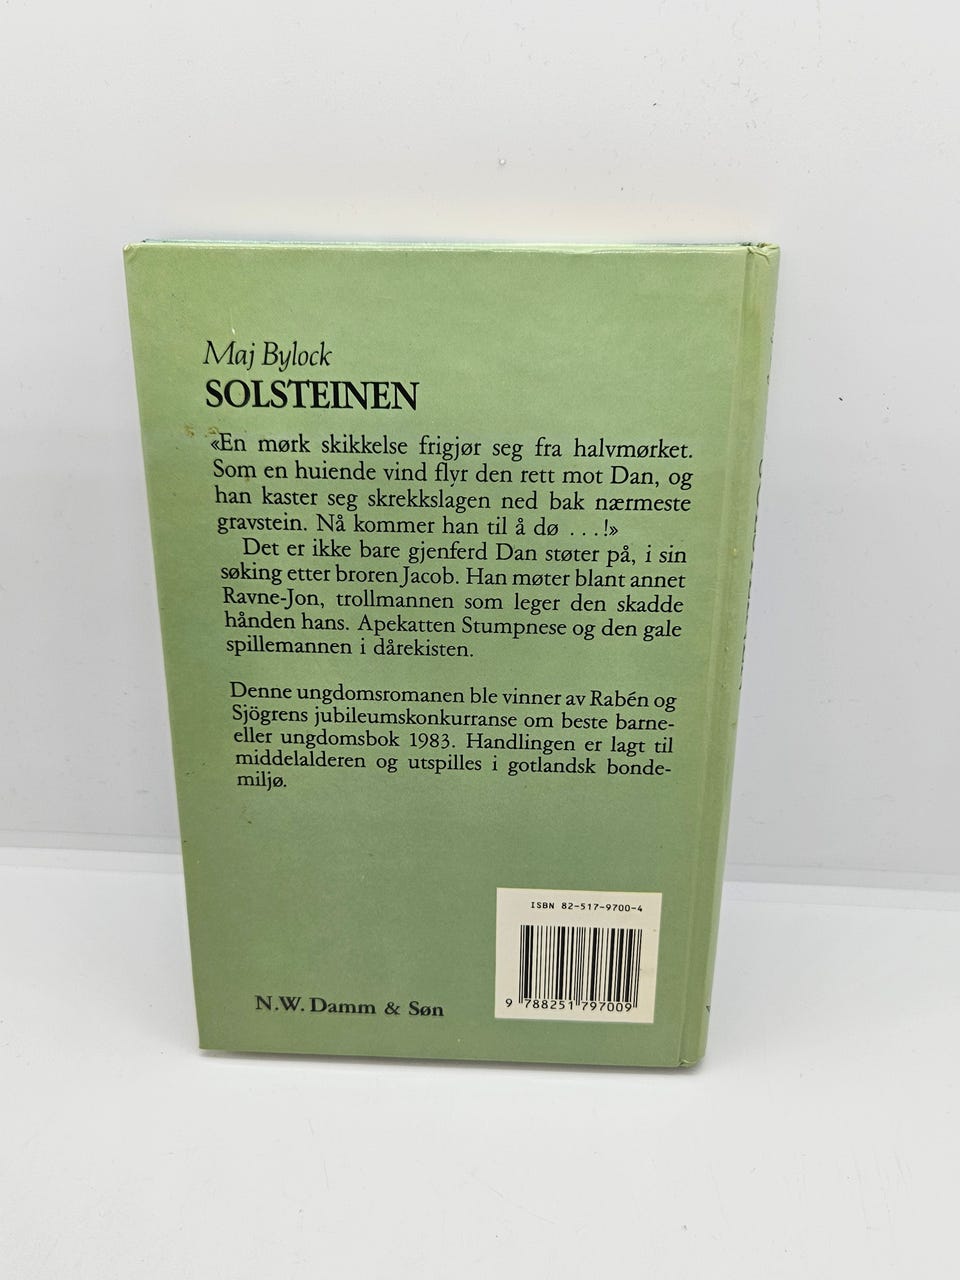 Maj Bylock
SOLSTEINEN
«En mørk skikkelse frigjør seg fra halvmørket.
Som en huiende vind flyr den rett mot Dan, og
han kaster seg skrekkslagen ned bak nærmeste
gravstein. Nå kommer han til å dø . . .!»
Det er ikke bare gjenferd Dan støter på, i sin
søking etter broren Jacob. Han møter blant annet
Ravne-Jon, trollmannen som leger den skadde
hånden hans. Apekatten Stumpnese og den gale
spillemannen i dårekisten.
Denne ungdomsromanen ble vinner av Rabén og
Sjögrens jubileumskonkurranse om beste barne-
eller ungdomsbok 1983. Handlingen er lagt til
middelalderen og utspilles i gotlandsk bonde-
miljø.
ISBN 82-517-9700-4
9 788251 797009
N.W. Damm & Søn